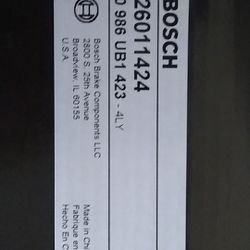 BOSCH
26011424
0 986 UB1 423 - 4LY
BOSCH
Bosch Brake Components LLC
2800 S. 25th Avenue
Broadview, IL 60155
U.S.A.
Made in Ch
Fabriqué en
Hecho En C